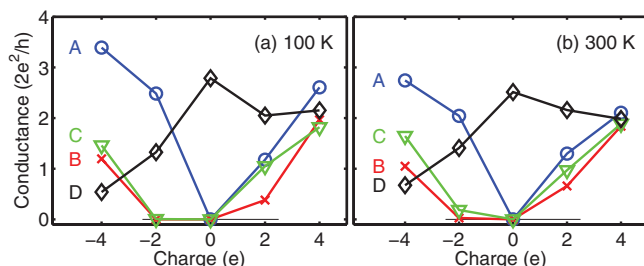 (a) 100 K
(b) 300 K
Conductance (2e²/h)
4
3
2
1
0
A
C
B
D
A
C
B
D
−4 −2 0 2 4
−4 −2 0 2 4
Charge (e)
Charge (e)